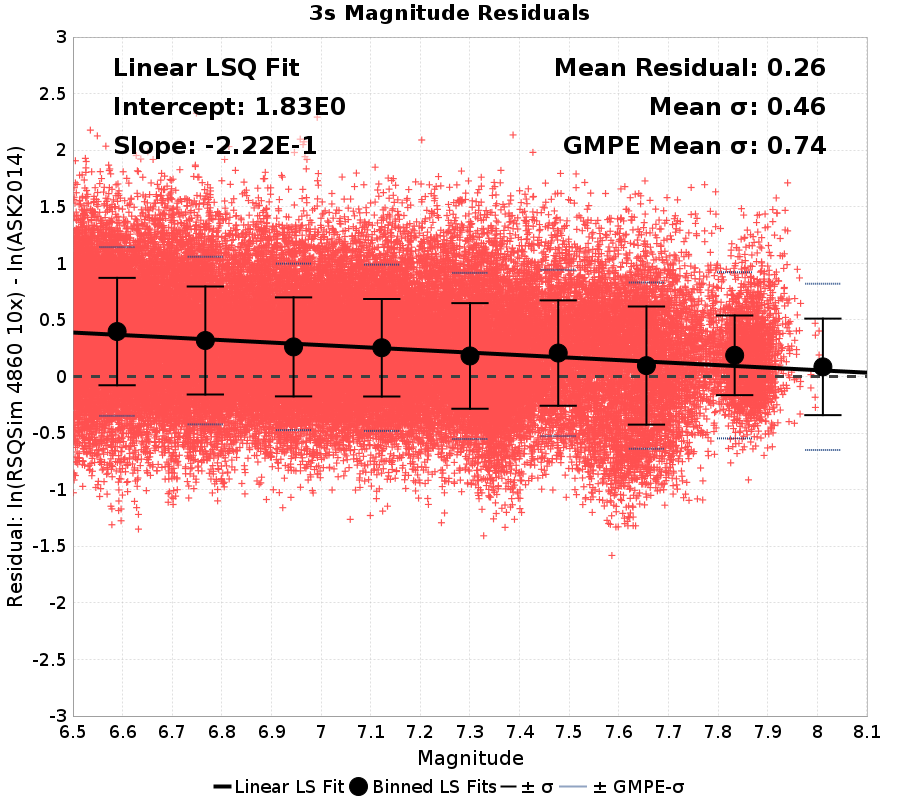 3s Magnitude Residuals
Linear LSQ Fit
Intercept: 1.83E0
Slope: -2.22E-1
Mean Residual: 0.26
Mean σ: 0.46
GMPE Mean σ: 0.74
Residual: ln(RSQSim 4860 10x) - ln(ASK2014)
3
2.5
2
1.5
1
0.5
0
-0.5
-1
-1.5
-2
-2.5
-3
6.5 6.6 6.7 6.8 6.9 7 7.1 7.2 7.3 7.4 7.5 7.6 7.7 7.8 7.9 8 8.1
Magnitude
Linear LS Fit Binned LS Fits ± σ ± GMPE-σ